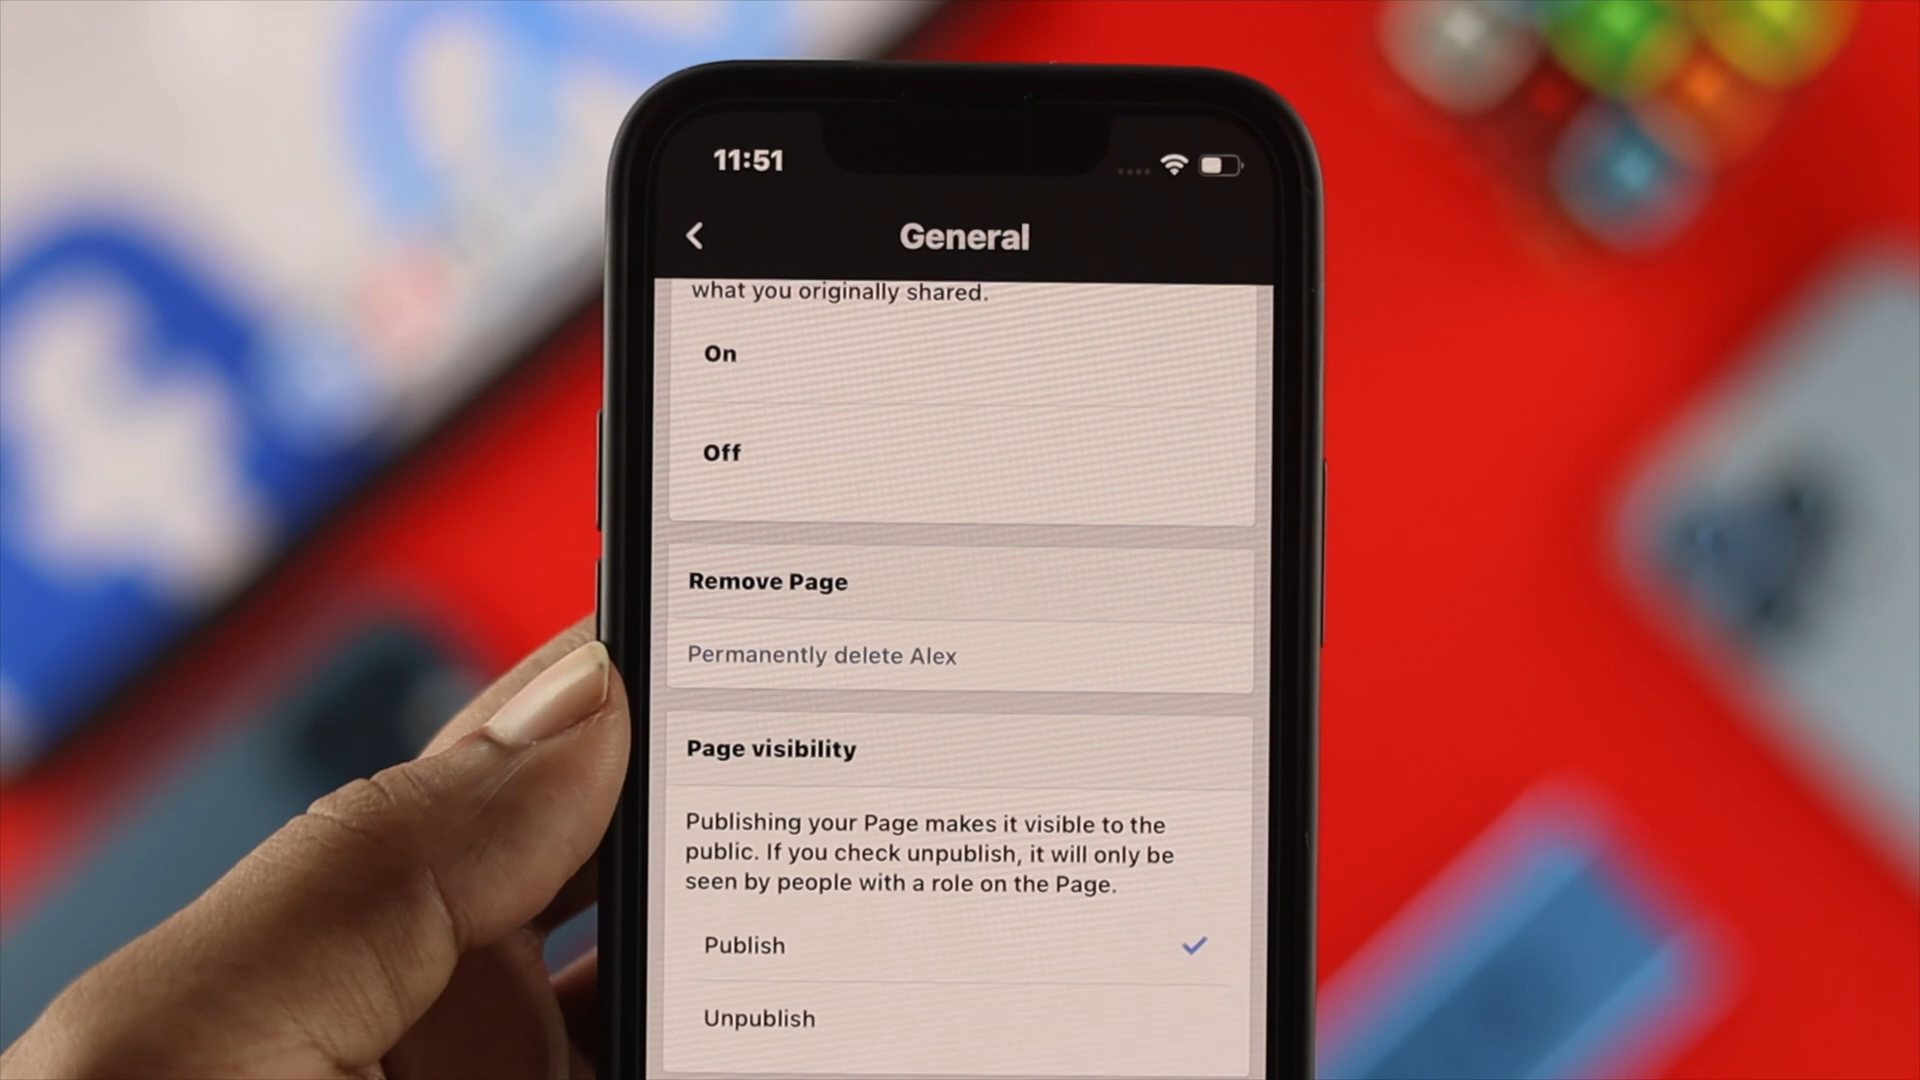 11:51
General
what you originally shared.
On
Off
Remove Page
Permanently delete Alex
Page visibility
Publishing your Page makes it visible to the
public. If you check unpublish, it will only be
seen by people with a role on the Page.
Publish
Unpublish